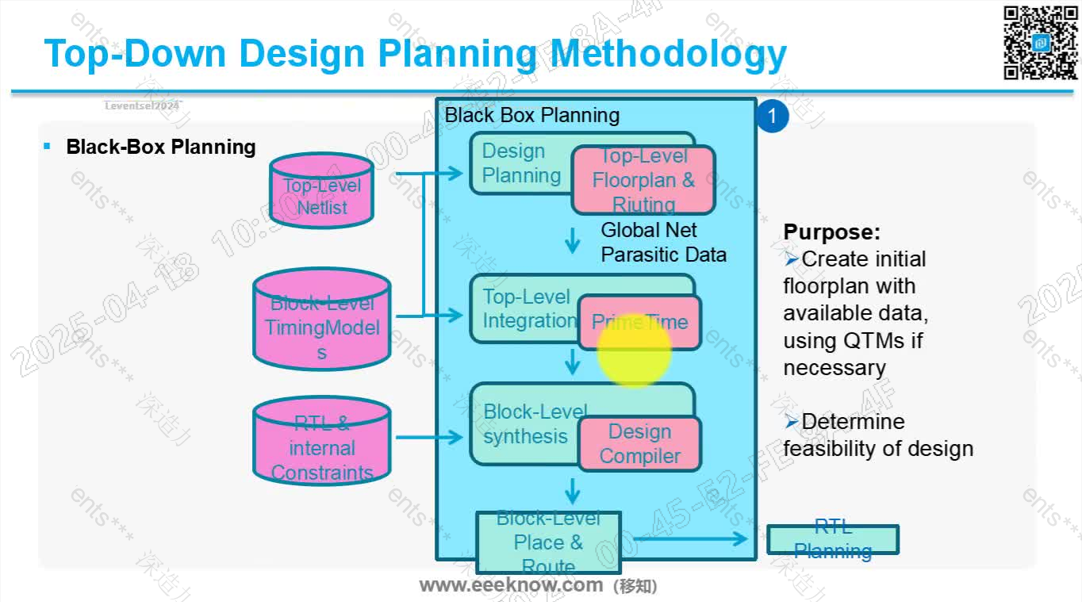 Top-Down Design Planning Methodology
Leventsel2024
Black-Box Planning
Black Box Planning
1
Top-Level
Netlist
Design
Planning
Top-Level
Floorplan &
Riuting
Global Net
Parasitic Data
Block-Level
TimingModel
s
Top-Level
Integration
PrimeTime
RTL &
internal
Constraints
Block-Level
synthesis
Design
Compiler
Block-Level
Place &
Route
RTL
Planning
Purpose:
Create initial
floorplan with
available data,
using QTMs if
necessary
Determine
feasibility of design
www.eeeknow.com (移知)
2025-04-18 10:50:24 00-45-E2-FE-8A-4F
ents***
深造力